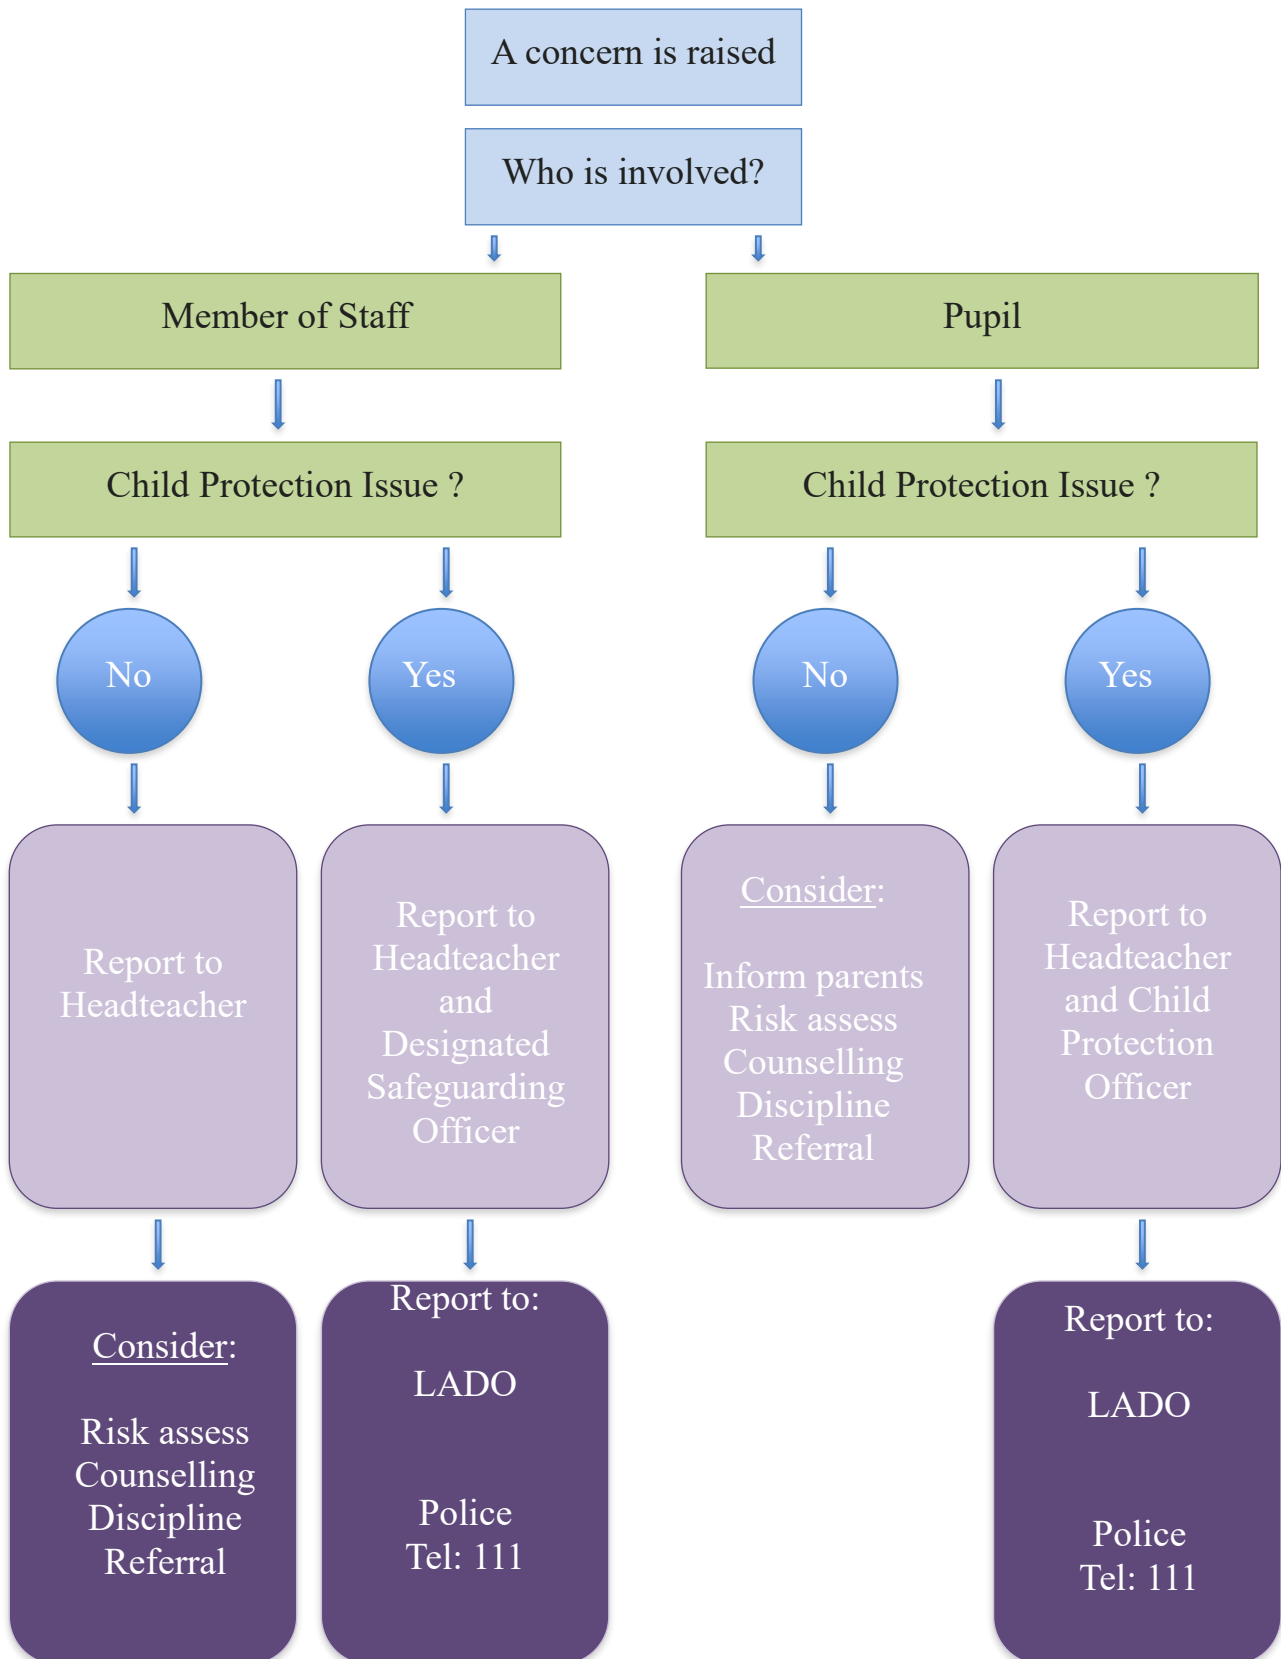 A concern is raised
Who is involved?
Member of Staff
Pupil
Child Protection Issue ?
Child Protection Issue ?
No
Yes
No
Yes
Report to
Headteacher
Report to
Headteacher
and
Designated
Safeguarding
Officer
Consider:
Inform parents
Risk assess
Counselling
Discipline
Referral
Report to
Headteacher
and Child
Protection
Officer
Consider:
Risk assess
Counselling
Discipline
Referral
Report to:
LADO
Police
Tel: 111
Report to:
LADO
Police
Tel: 111